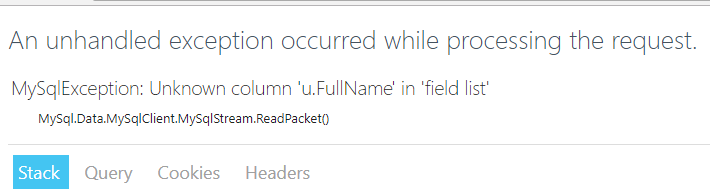 An unhandled exception occurred while processing the request.
MySqlException: Unknown column 'u.FullName' in 'field list'
MySql.Data.MySqlClient.MySqlStream.ReadPacket()
Stack Query Cookies Headers